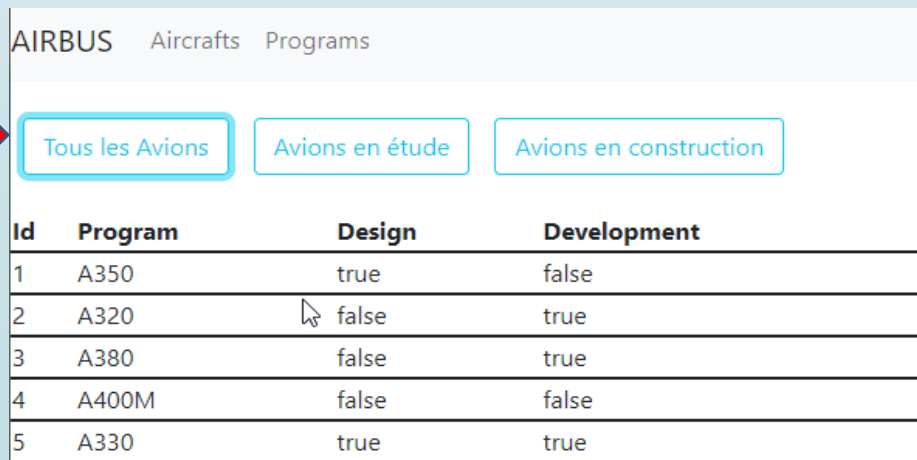 AIRBUS Aircrafts Programs
Tous les Avions Avions en étude Avions en construction
Id Program Design Development
1 A350 true false
2 A320 false true
3 A380 false true
4 A400M false false
5 A330 true true